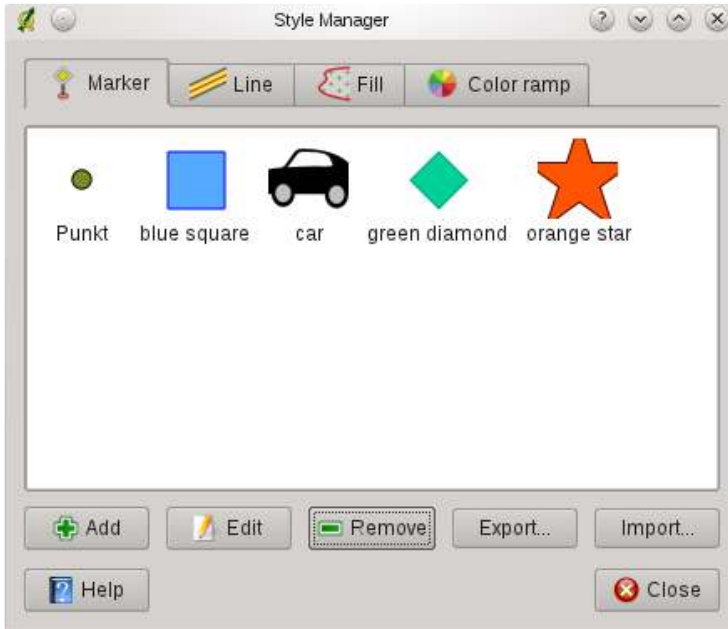 Style Manager
Marker Line Fill Color ramp
Punkt blue square car green diamond orange star
Add Edit Remove Export... Import...
Help Close